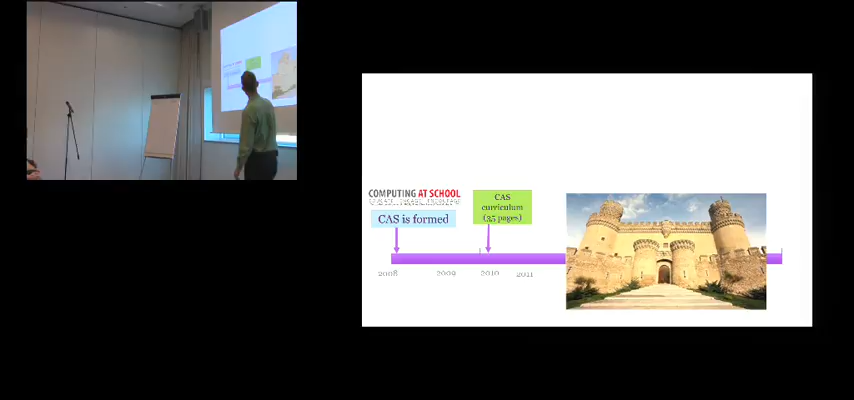 COMPUTING AT SCHOOL
CAS is formed
CAS
curriculum
(35 pages)
2008 2009 2010 2011